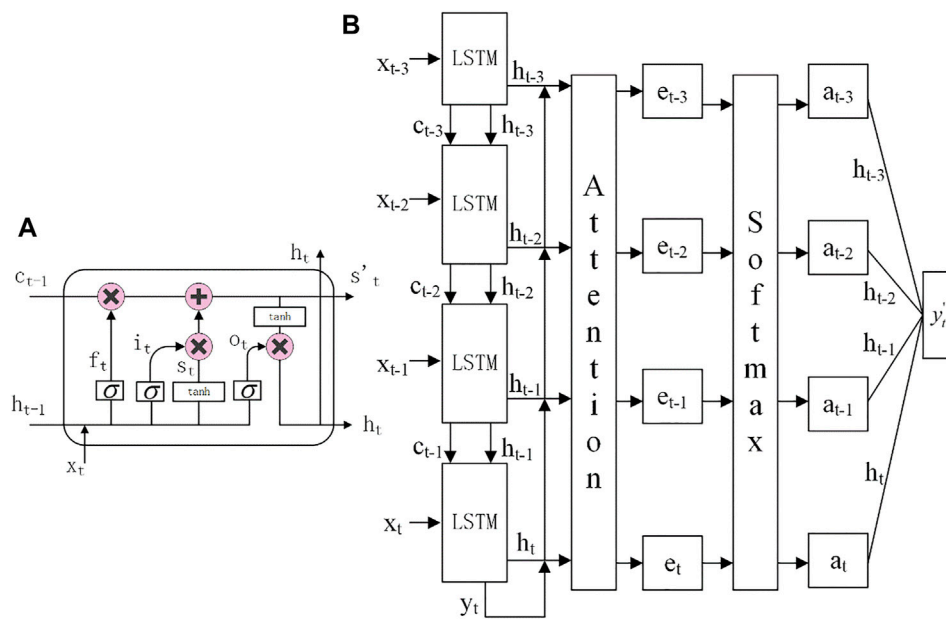 A
h_t
c_{t-1}
s'_t
tanh
i_t
o_t
f_t
s_t
σ
σ
tanh
σ
h_{t-1}
h_t
x_t
B
x_{t-3}
LSTM
h_{t-3}
c_{t-3}
h_{t-3}
x_{t-2}
LSTM
h_{t-2}
c_{t-2}
h_{t-2}
x_{t-1}
LSTM
h_{t-1}
c_{t-1}
h_{t-1}
x_t
LSTM
h_t
y_t
Attention
e_{t-3}
e_{t-2}
e_{t-1}
e_t
Softmax
a_{t-3}
a_{t-2}
a_{t-1}
a_t
h_{t-3}
h_{t-2}
h_{t-1}
h_t
y'_t